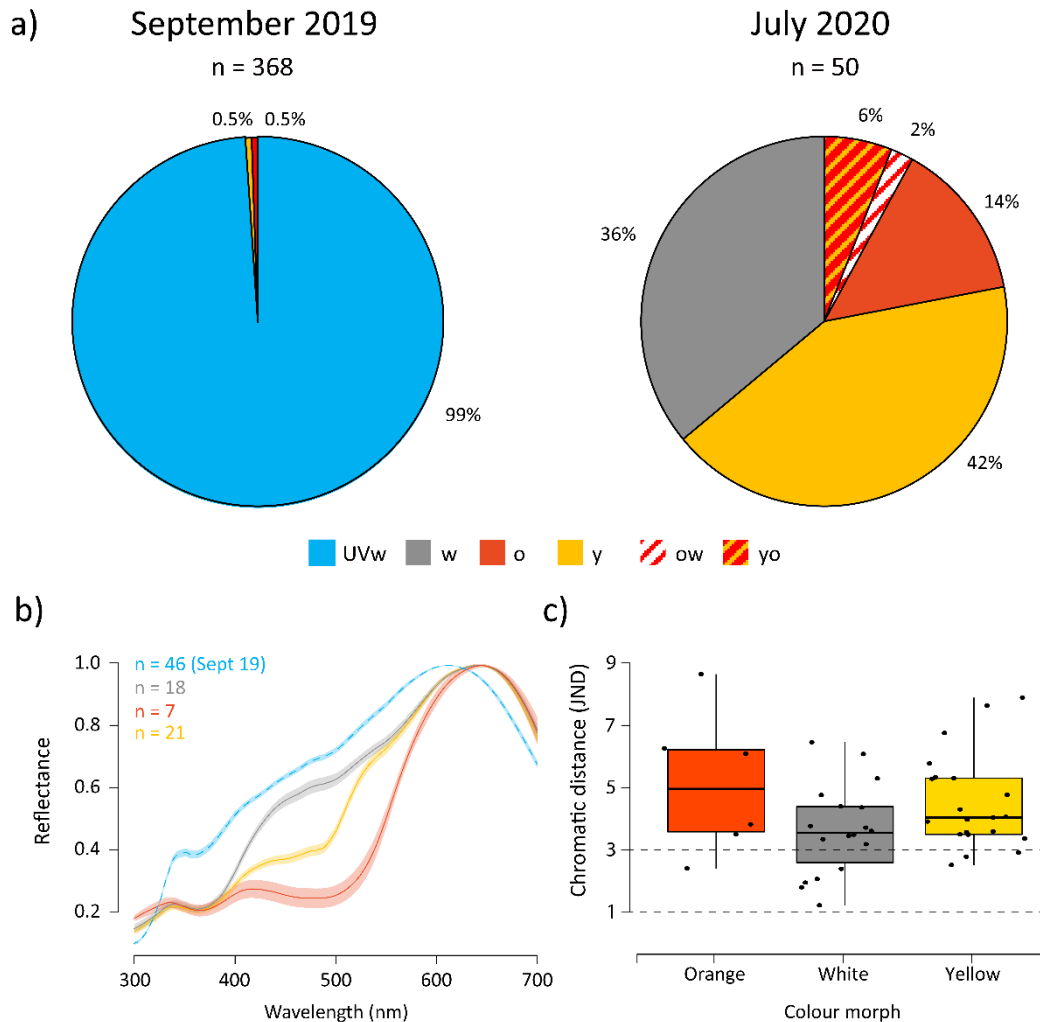 a)
September 2019
July 2020
n = 368
n = 50
0.5%
0.5%
99%
6%
2%
14%
36%
42%
UVw
w
o
y
ow
yo
b)
n = 46 (Sept 19)
n = 18
n = 7
n = 21
Reflectance
1.0
0.8
0.6
0.4
0.2
300
400
500
600
700
Wavelength (nm)
c)
Chromatic distance (JND)
9
7
5
3
1
Orange
White
Yellow
Colour morph